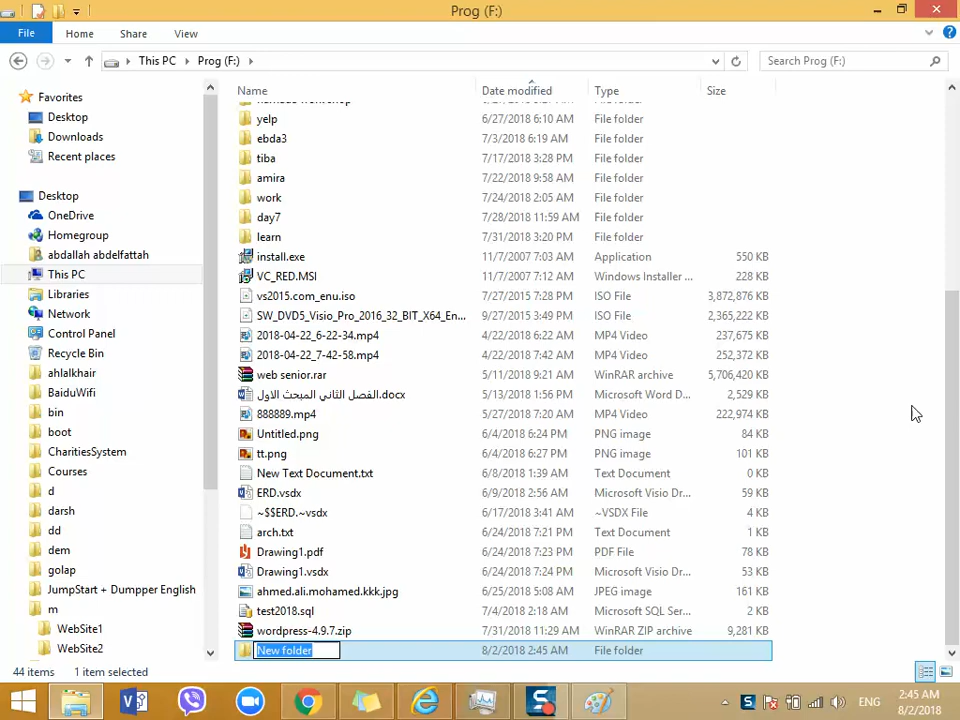 Prog (F:)
File Home Share View
This PC Prog (F:) Search Prog (F:)
Name Date modified Type Size
Favorites
Desktop
Downloads
Recent places
Desktop
OneDrive
Homegroup
abdallah abdelfattah
This PC
Libraries
Network
Control Panel
Recycle Bin
ahlalkhair
BaiduWifi
bin
boot
CharitiesSystem
Courses
d
darsh
dd
dem
golap
JumpStart + Dumpper English
m
WebSite1
WebSite2
yelp 6/27/2018 6:10 AM File folder
ebda3 7/3/2018 6:19 AM File folder
tiba 7/17/2018 3:28 PM File folder
amira 7/22/2018 9:58 AM File folder
work 7/24/2018 2:05 AM File folder
day7 7/28/2018 11:59 AM File folder
learn 7/31/2018 3:20 PM File folder
install.exe 11/7/2007 7:03 AM Application 550 KB
VC_RED.MSI 11/7/2007 7:12 AM Windows Installer ... 228 KB
vs2015.com_enu.iso 7/27/2015 7:28 PM ISO File 3,872,876 KB
SW_DVD5_Visio_Pro_2016_32_BIT_X64_En... 9/27/2015 3:49 PM ISO File 2,365,222 KB
2018-04-22_6-22-34.mp4 4/22/2018 6:22 AM MP4 Video 237,675 KB
2018-04-22_7-42-58.mp4 4/22/2018 7:42 AM MP4 Video 252,372 KB
web senior.rar 5/11/2018 9:21 AM WinRAR archive 5,706,420 KB
الفصل الثاني المبحث الاول.docx 5/13/2018 1:56 PM Microsoft Word D... 2,529 KB
888889.mp4 5/27/2018 7:20 AM MP4 Video 222,974 KB
Untitled.png 6/4/2018 6:24 PM PNG image 84 KB
tt.png 6/4/2018 6:27 PM PNG image 101 KB
New Text Document.txt 6/8/2018 1:39 AM Text Document 2 KB
ERD.vsdx 6/9/2018 2:56 AM Microsoft Visio Dr... 59 KB
~$$ERD.~vsdx 6/17/2018 3:41 AM ~VSDX File 4 KB
arch.txt 6/24/2018 7:21 PM Text Document 1 KB
Drawing1.pdf 6/24/2018 7:23 PM PDF File 78 KB
Drawing1.vsdx 6/24/2018 7:24 PM Microsoft Visio Dr... 53 KB
ahmed.ali.mohamed.kkk.jpg 6/25/2018 5:08 AM JPEG image 161 KB
test2018.sql 7/4/2018 2:18 AM Microsoft SQL Ser... 2 KB
wordpress-4.9.7.zip 7/31/2018 11:29 AM WinRAR ZIP archive 9,281 KB
New folder 8/2/2018 2:45 AM File folder
44 items 1 item selected
ENG 2:45 AM
8/2/2018